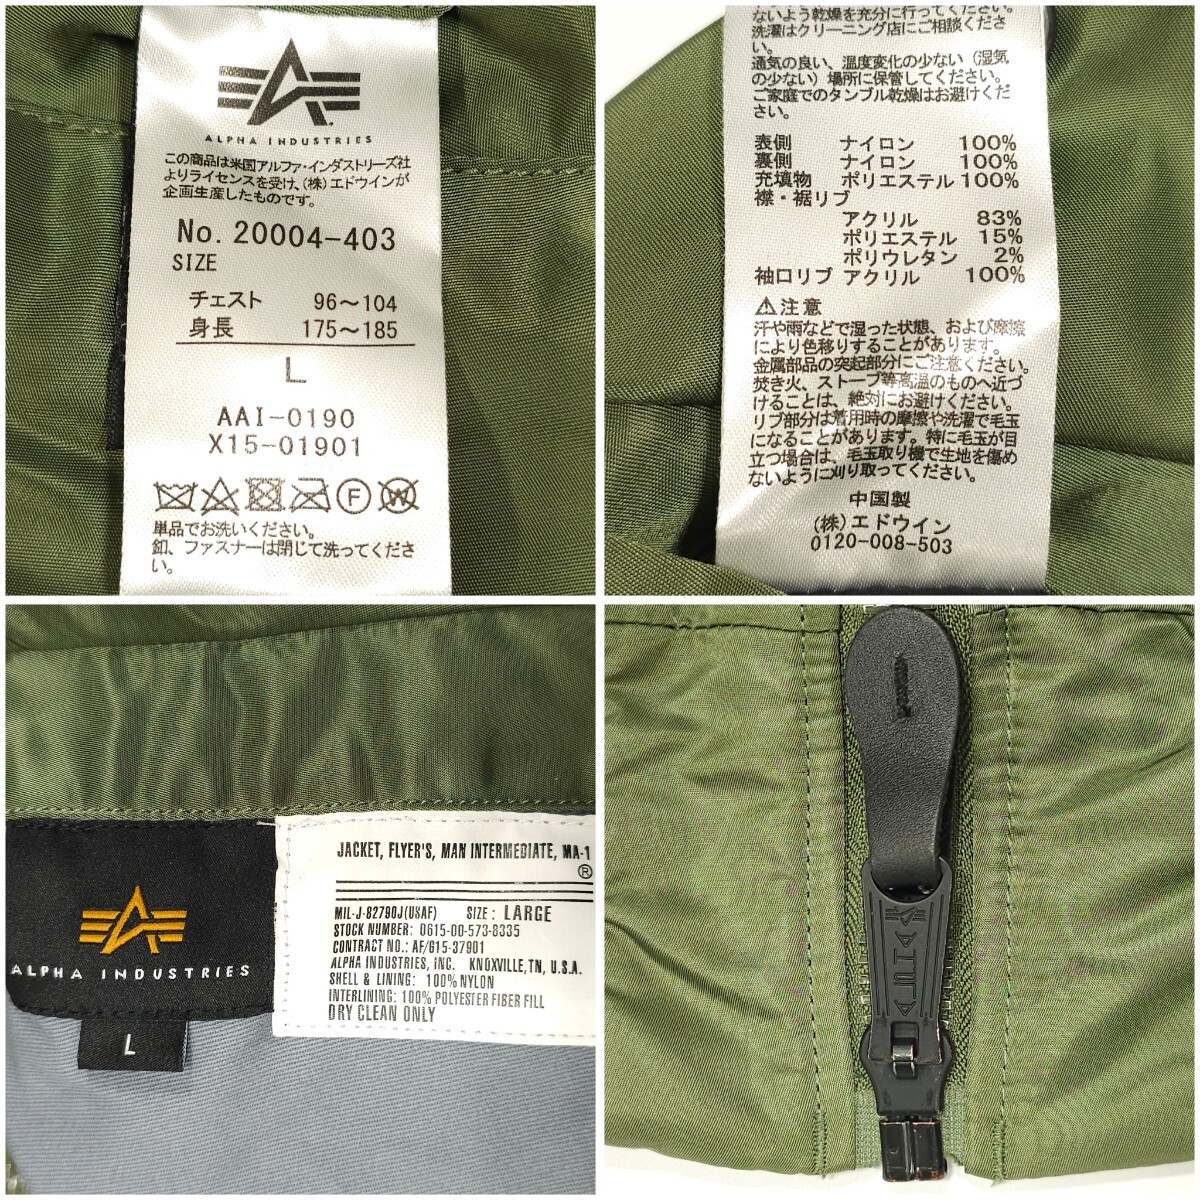 ALPHA INDUSTRIES
この商品は米国アルファ・インダストリーズ社
よりライセンスを受け、(株)エドウインが
企画生産したものです。
No. 20004-403
SIZE
チェスト 96～104
身長 175～185
L
AAI-0190
X15-01901
F
W
単品でお洗いください。
釦、ファスナーは閉じて洗ってくださ
い。
ないよう乾燥を充分に行ってください。
洗濯はクリーニング店にご相談くださ
い。
通気の良い、温度変化の少ない(湿気
の少ない)場所に保管してください。
ご家庭でのタンブル乾燥はお避けくだ
さい。
表側 ナイロン 100%
裏側 ナイロン 100%
充填物 ポリエステル 100%
襟・裾リブ
アクリル 83%
ポリエステル 15%
ポリウレタン 2%
袖口リブ アクリル 100%
⚠注意
汗や雨などで湿った状態、および摩擦
により色移りすることがあります。
金属部品の突起部分にご注意ください。
焚き火、ストーブ等高温のものへ近づ
けることは、絶対にお避けください。
リブ部分は着用時の摩擦や洗濯で毛玉
になることがあります。特に毛玉が目
立つ場合は、毛玉取り機で生地を傷め
ないように刈り取ってください。
中国製
(株)エドウイン
0120-008-503
ALPHA INDUSTRIES
L
JACKET, FLYER'S, MAN INTERMEDIATE, MA-1
®
MIL-J-82790J(USAF) SIZE: LARGE
STOCK NUMBER: 0615-00-573-8335
CONTRACT NO.: AF/615-37901
ALPHA INDUSTRIES, INC. KNOXVILLE, TN, U.S.A.
SHELL & LINING: 100% NYLON
INTERLINING: 100% POLYESTER FIBER FILL
DRY CLEAN ONLY